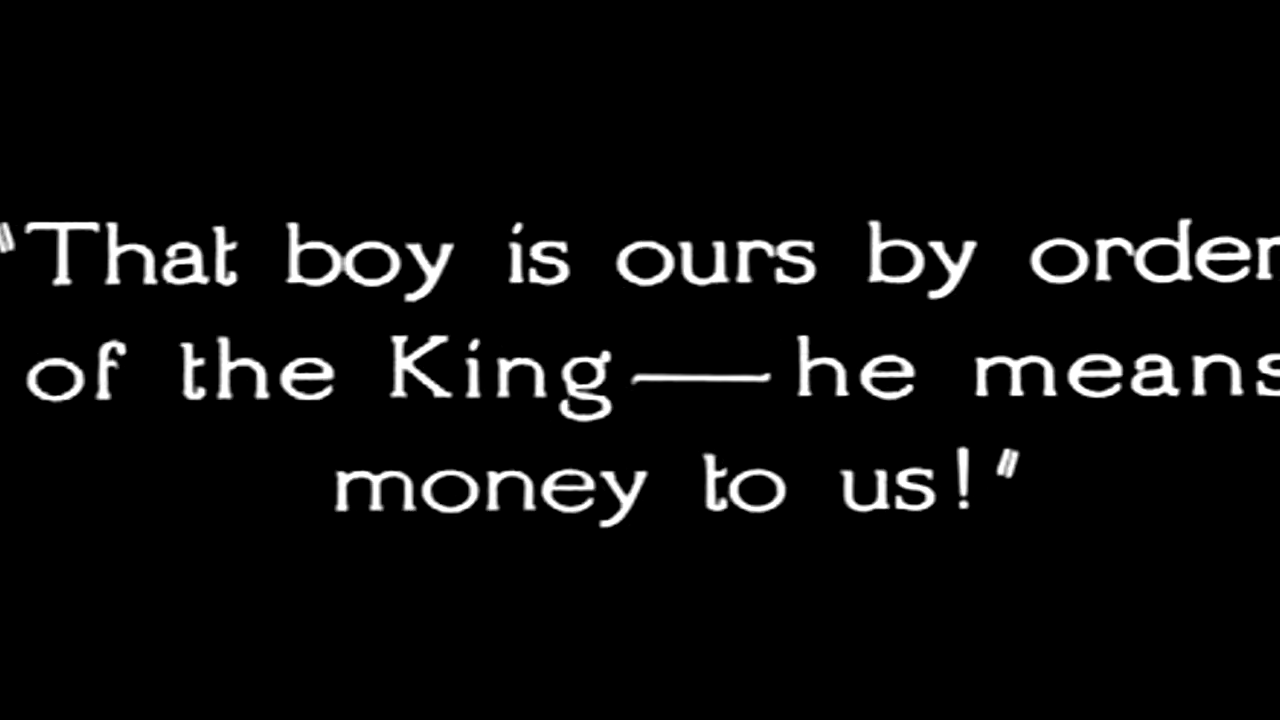 "That boy is ours by order
of the King—he means
money to us!"